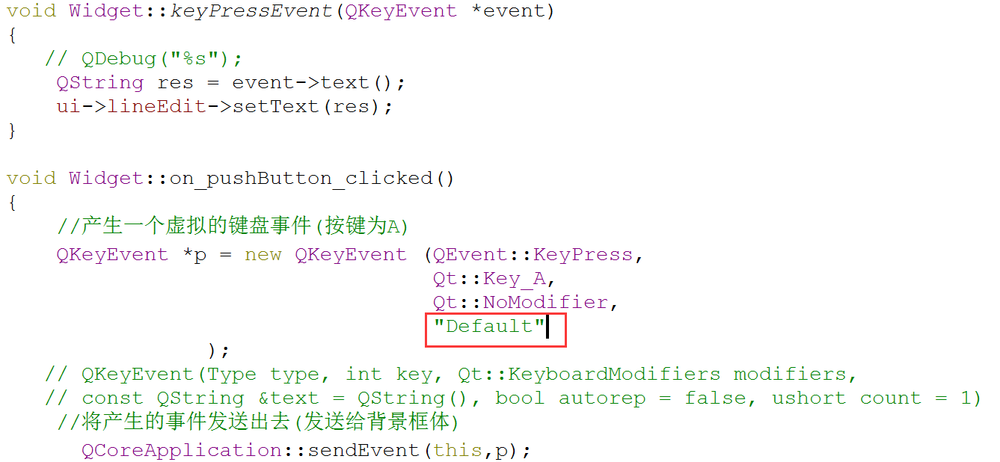 void Widget::keyPressEvent(QKeyEvent *event)
{
// QDebug("%s");
QString res = event->text();
ui->lineEdit->setText(res);
}
void Widget::on_pushButton_clicked()
{
//产生一个虚拟的键盘事件(按键为A)
QKeyEvent *p = new QKeyEvent (QEvent::KeyPress,
Qt::Key_A,
Qt::NoModifier,
"Default"
);
// QKeyEvent(Type type, int key, Qt::KeyboardModifiers modifiers,
// const QString &text = QString(), bool autorep = false, ushort count = 1)
//将产生的事件发送出去(发送给背景框体)
QCoreApplication::sendEvent(this,p);